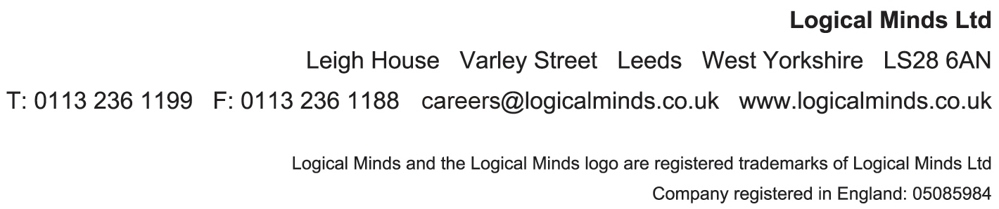 Logical Minds Ltd
Leigh House Varley Street Leeds West Yorkshire LS28 6AN
T: 0113 236 1199 F: 0113 236 1188 careers@logicalminds.co.uk www.logicalminds.co.uk
Logical Minds and the Logical Minds logo are registered trademarks of Logical Minds Ltd
Company registered in England: 05085984